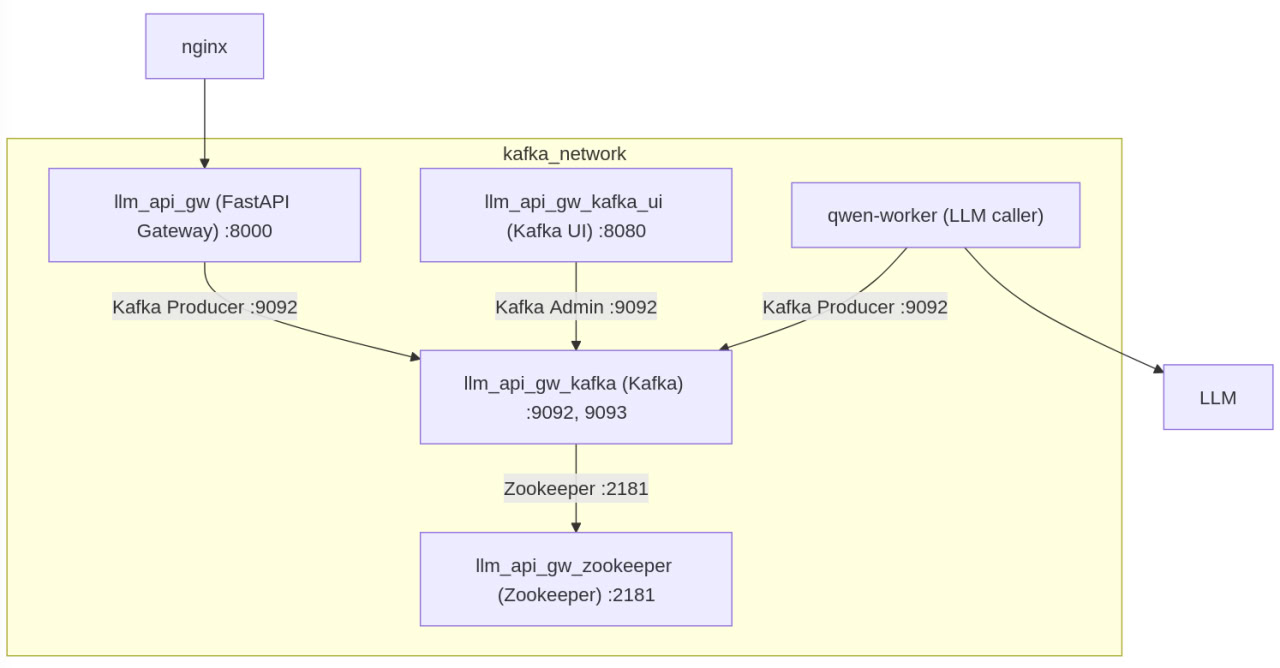 nginx
kafka_network
llm_api_gw (FastAPI
Gateway) :8000
llm_api_gw_kafka_ui
(Kafka UI) :8080
qwen-worker (LLM caller)
Kafka Producer :9092
Kafka Admin :9092
Kafka Producer :9092
llm_api_gw_kafka (Kafka)
:9092, 9093
LLM
Zookeeper :2181
llm_api_gw_zookeeper
(Zookeeper) :2181